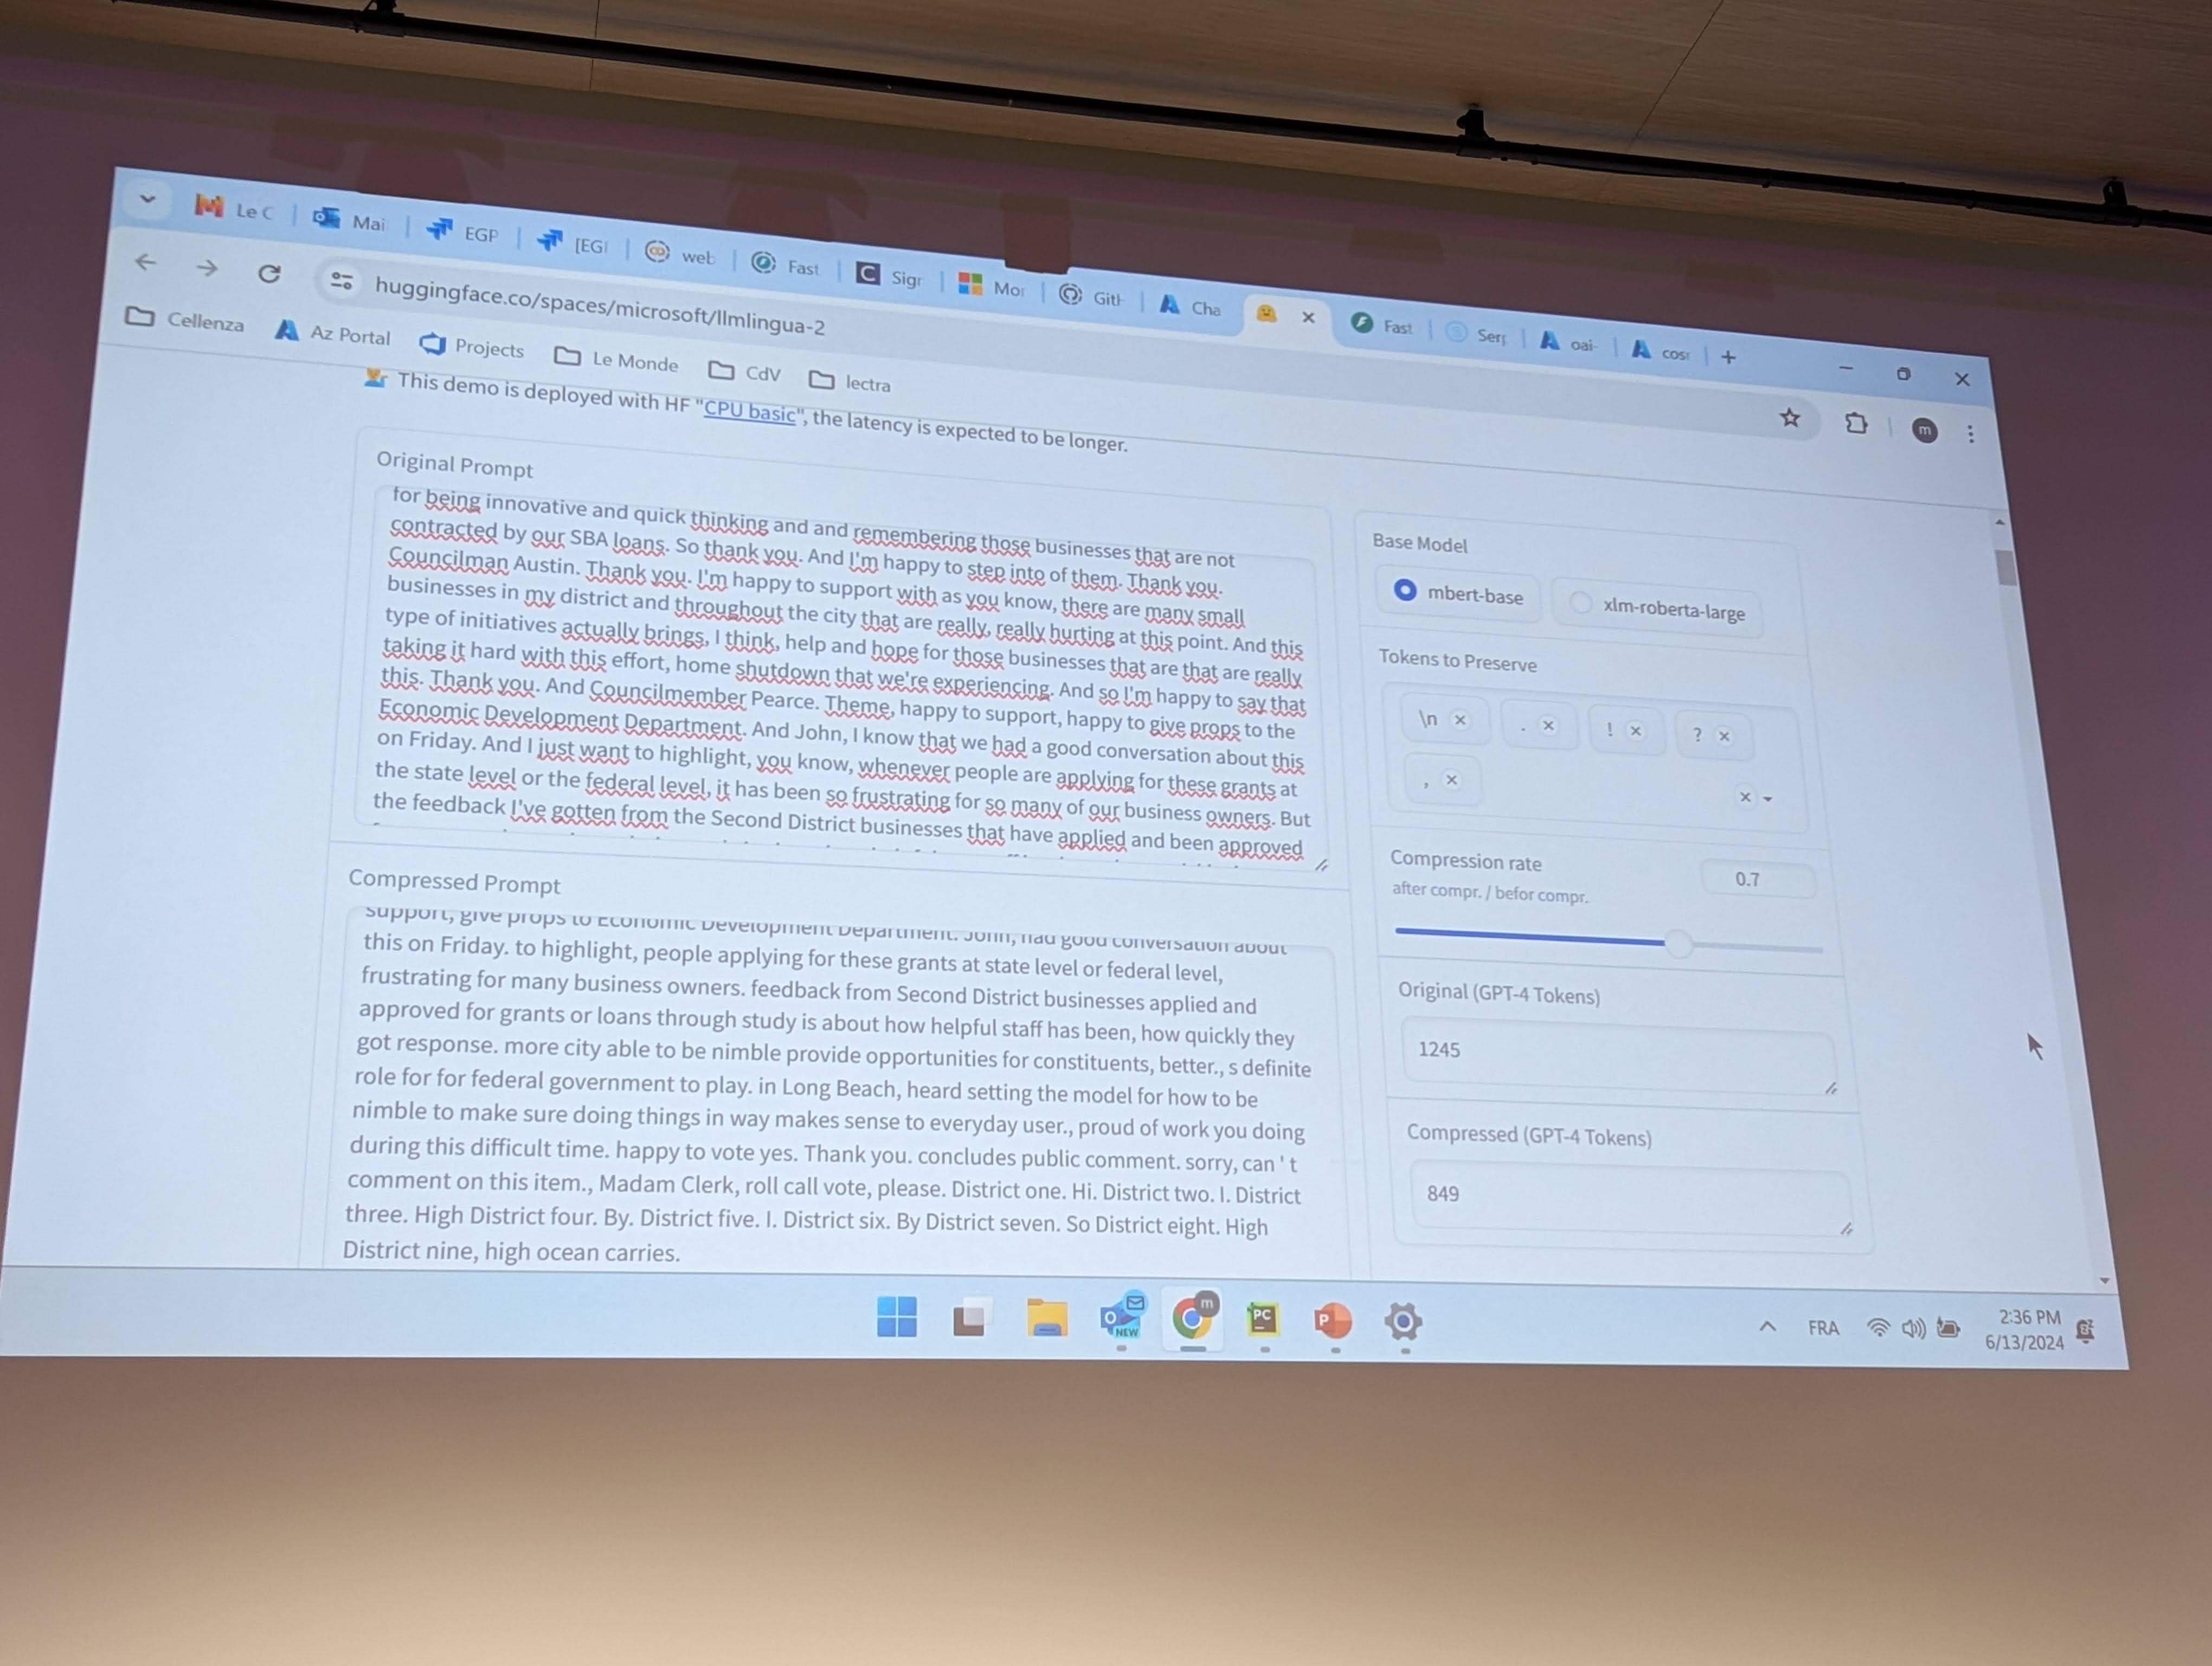 Le C
Mai
EGP
[EGI
web
Fast
Sigr
Mor
Gith
Cha
Fast
Serp
oai-
cos
huggingface.co/spaces/microsoft/llmlingua-2
Cellenza
Az Portal
Projects
Le Monde
CdV
lectra
m
This demo is deployed with HF "CPU basic", the latency is expected to be longer.
Original Prompt
for being innovative and quick thinking and and remembering those businesses that are not
contracted by our SBA loans. So thank you. And I'm happy to step into of them. Thank you.
Councilman Austin. Thank you. I'm happy to support with as you know, there are many small
businesses in my district and throughout the city that are really, really hurting at this point. And this
type of initiatives actually brings, I think, help and hope for those businesses that are that are really
taking it hard with this effort, home shutdown that we're experiencing. And so I'm happy to say that
this. Thank you. And Councilmember Pearce. Theme, happy to support, happy to give props to the
Economic Development Department. And John, I know that we had a good conversation about this
on Friday. And I just want to highlight, you know, whenever people are applying for these grants at
the state level or the federal level, it has been so frustrating for so many of our business owners. But
the feedback I've gotten from the Second District businesses that have applied and been approved
Compressed Prompt
support, give props to Economic Development Department. John, had good conversation about
this on Friday. to highlight, people applying for these grants at state level or federal level,
frustrating for many business owners. feedback from Second District businesses applied and
approved for grants or loans through study is about how helpful staff has been, how quickly they
got response. more city able to be nimble provide opportunities for constituents, better., s definite
role for for federal government to play. in Long Beach, heard setting the model for how to be
nimble to make sure doing things in way makes sense to everyday user., proud of work you doing
during this difficult time. happy to vote yes. Thank you. concludes public comment. sorry, can ' t
comment on this item., Madam Clerk, roll call vote, please. District one. Hi. District two. I. District
three. High District four. By. District five. I. District six. By District seven. So District eight. High
District nine, high ocean carries.
Base Model
mbert-base
xlm-roberta-large
Tokens to Preserve
\n
.
!
?
,
Compression rate
0.7
after compr. / befor compr.
Original (GPT-4 Tokens)
1245
Compressed (GPT-4 Tokens)
849
NEW
m
PC
P
FRA
2:36 PM
6/13/2024